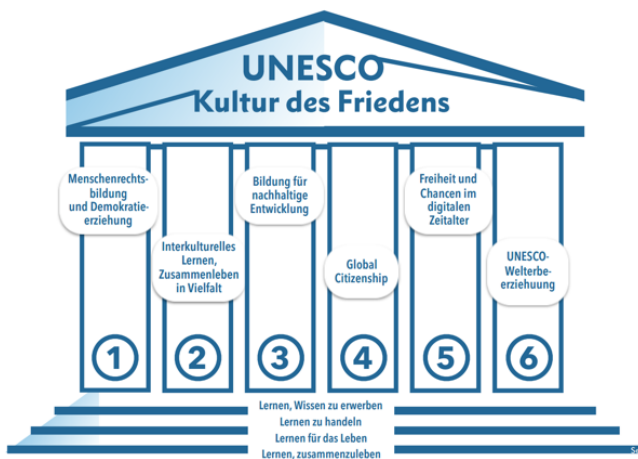 UNESCO
Kultur des Friedens
Menschenrechts-
bildung
und Demokratie-
erziehung
Interkulturelles
Lernen,
Zusammenleben
in Vielfalt
Bildung für
nachhaltige
Entwicklung
Global
Citizenship
Freiheit und
Chancen im
digitalen
Zeitalter
UNESCO-
Welterbe-
erziehuung
1
2
3
4
5
6
Lernen, Wissen zu erwerben
Lernen zu handeln
Lernen für das Leben
Lernen, zusammenzuleben